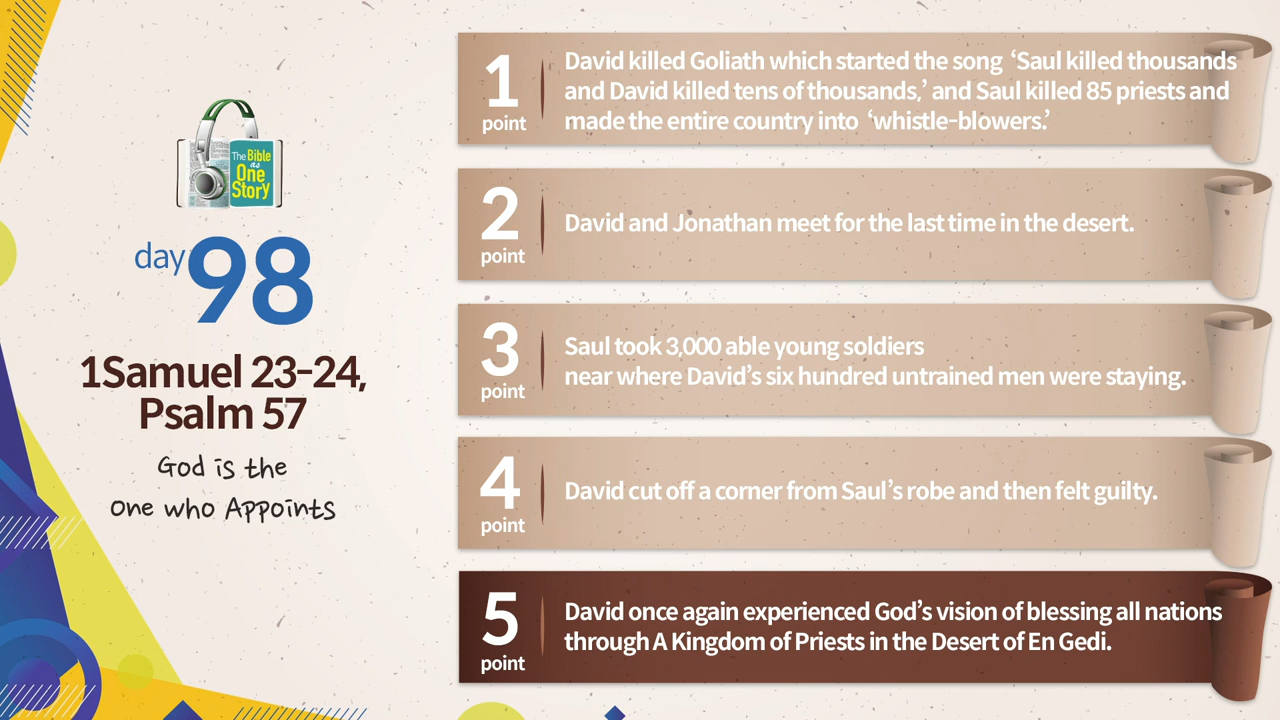 The Bible
as
One
Story
day 98
1Samuel 23-24,
Psalm 57
God is the
one who Appoints
1
point
David killed Goliath which started the song ‘Saul killed thousands
and David killed tens of thousands,’ and Saul killed 85 priests and
made the entire country into ‘whistle-blowers.’
2
point
David and Jonathan meet for the last time in the desert.
3
point
Saul took 3,000 able young soldiers
near where David’s six hundred untrained men were staying.
4
point
David cut off a corner from Saul’s robe and then felt guilty.
5
point
David once again experienced God’s vision of blessing all nations
through A Kingdom of Priests in the Desert of En Gedi.